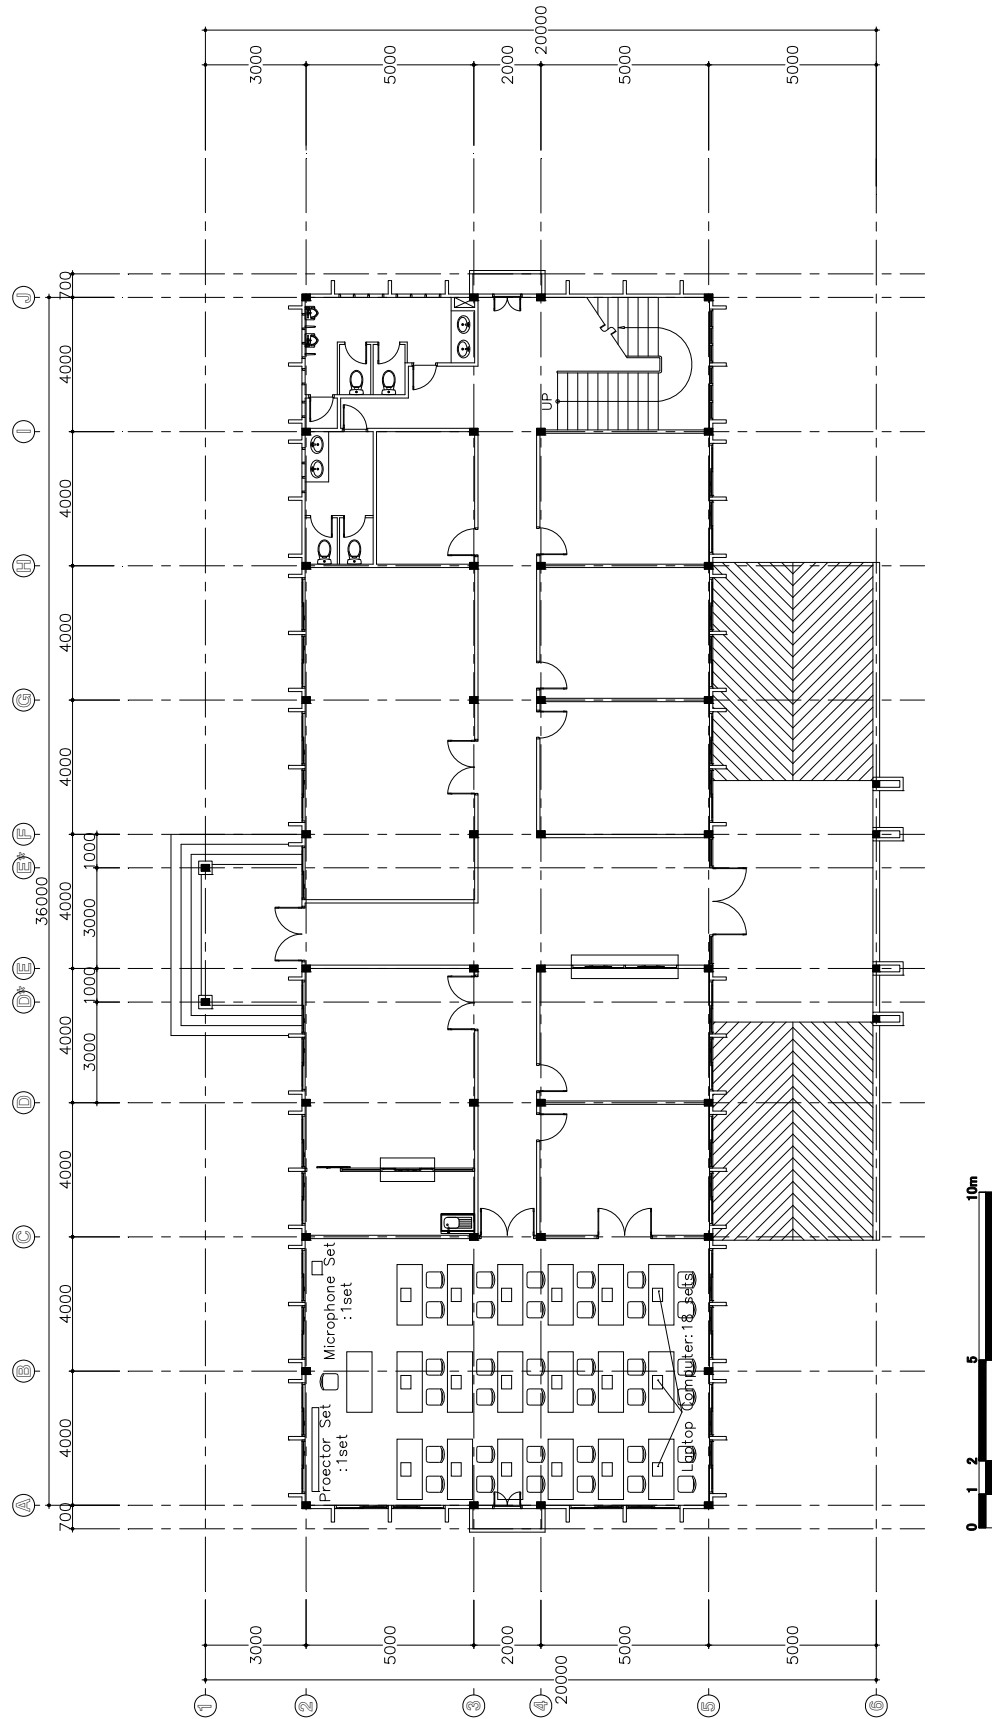 20000
3000
5000
2000
5000
5000
J
I
H
G
F
E*
E
D*
D
C
B
A
700
4000
4000
4000
4000
4000
4000
4000
4000
4000
700
36000
1000
3000
1000
3000
UP
Microphone Set
:1set
Proector Set
:1set
Laptop Computer:18 sets
10m
5
2
1
0
3000
5000
2000
5000
5000
20000
1
2
3
4
5
6